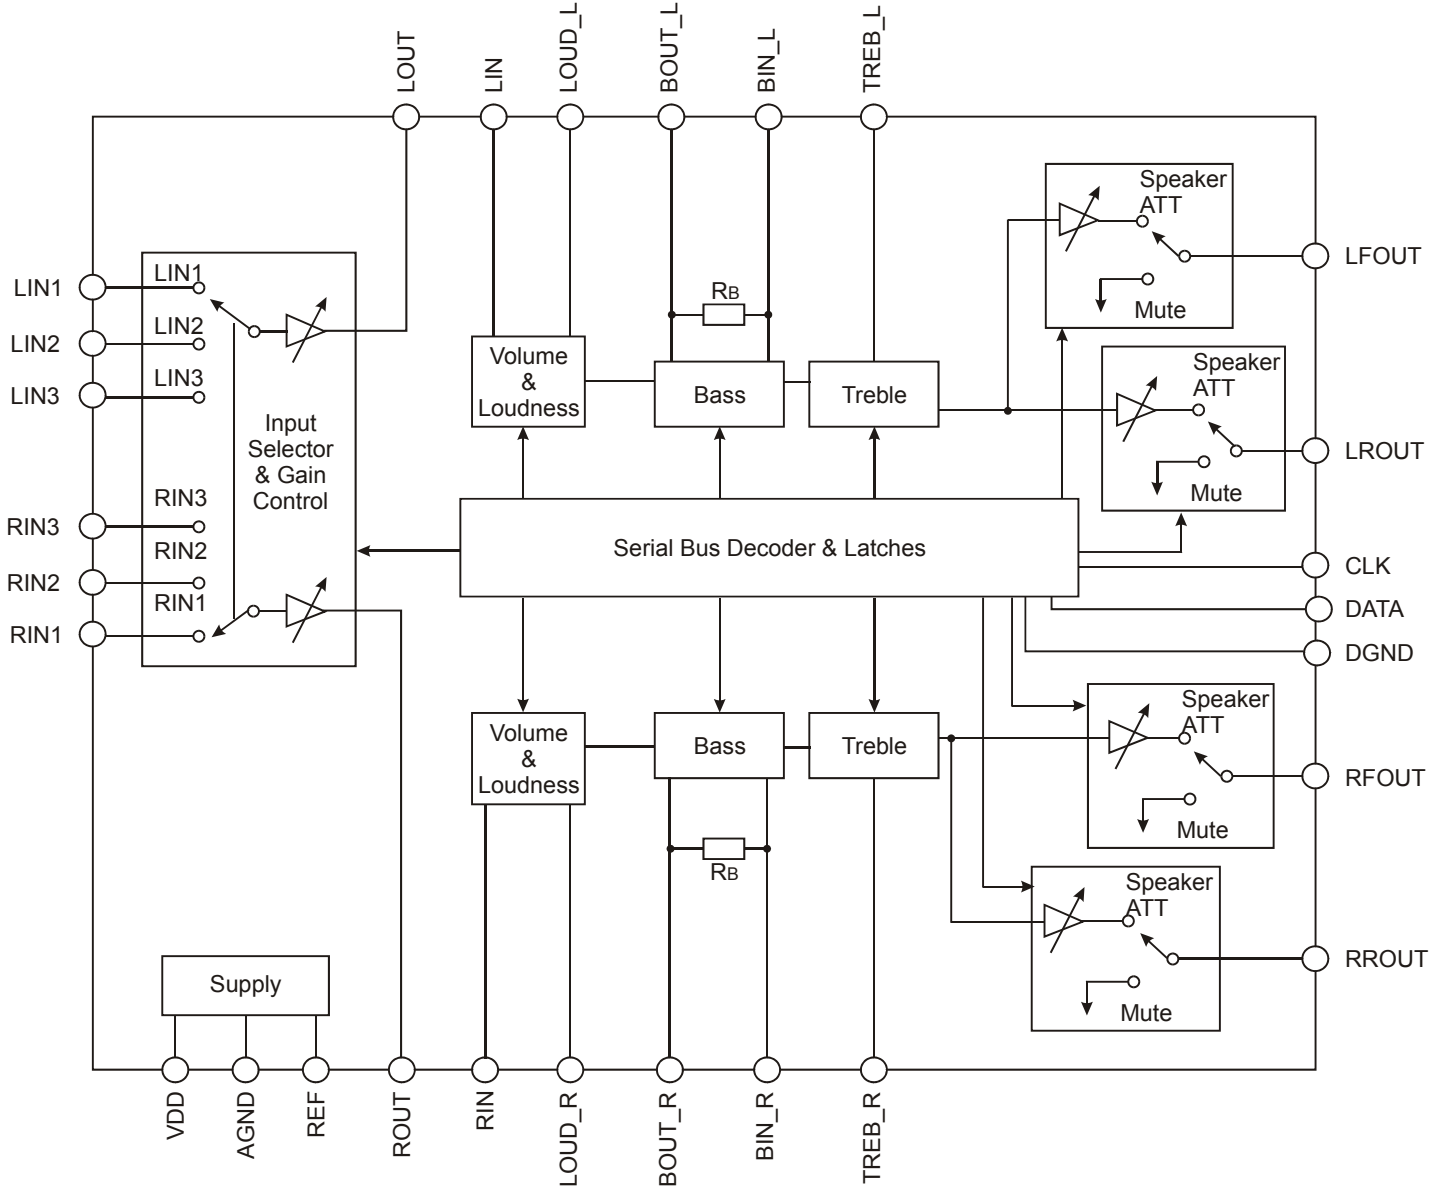 LOUT
LIN
LOUD_L
BOUT_L
BIN_L
TREB_L
Speaker
ATT
Mute
LFOUT
LIN1
LIN1
LIN2
LIN2
LIN3
LIN3
Input
Selector
& Gain
Control
RIN3
RIN3
RIN2
RIN2
RIN1
RIN1
RB
Volume
&
Loudness
Bass
Treble
Speaker
ATT
Mute
LROUT
Serial Bus Decoder & Latches
CLK
DATA
DGND
Volume
&
Loudness
Bass
Treble
RB
Speaker
ATT
Mute
RFOUT
Speaker
ATT
Mute
RROUT
Supply
VDD
AGND
REF
ROUT
RIN
LOUD_R
BOUT_R
BIN_R
TREB_R